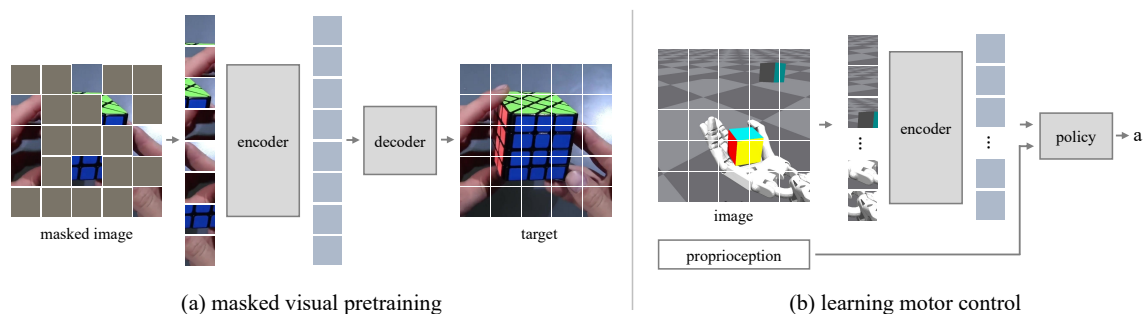 masked image
encoder
decoder
target
(a) masked visual pretraining
image
proprioception
encoder
policy
a
(b) learning motor control